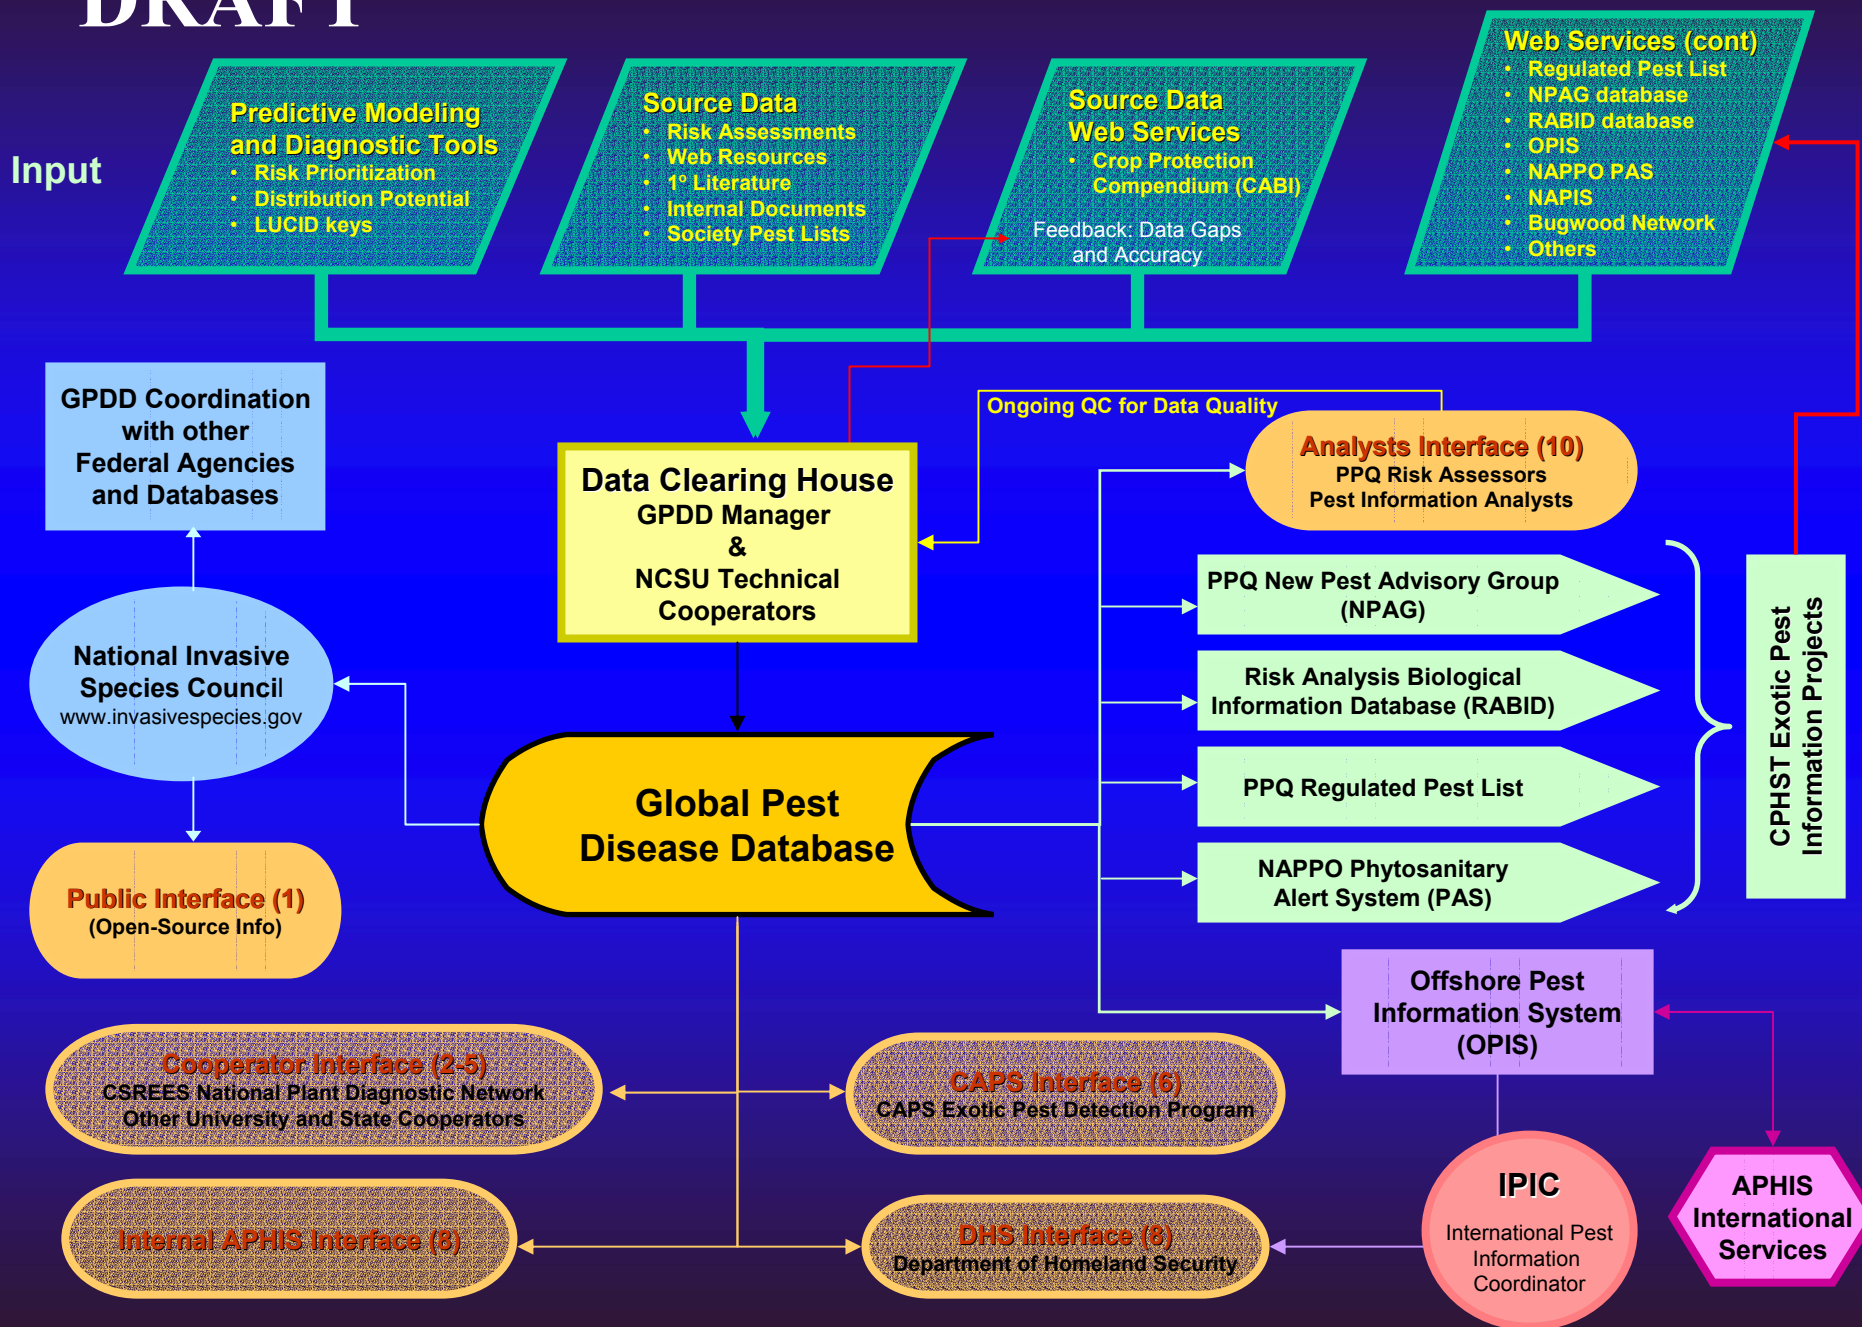 DRAFT
Input
Predictive Modeling
and Diagnostic Tools
• Risk Prioritization
• Distribution Potential
• LUCID keys
Source Data
• Risk Assessments
• Web Resources
• 1º Literature
• Internal Documents
• Society Pest Lists
Source Data
Web Services
• Crop Protection
Compendium (CABI)
Feedback: Data Gaps
and Accuracy
Web Services (cont)
• Regulated Pest List
• NPAG database
• RABID database
• OPIS
• NAPPO PAS
• NAPIS
• Bugwood Network
• Others
GPDD Coordination
with other
Federal Agencies
and Databases
Data Clearing House
GPDD Manager
&
NCSU Technical
Cooperators
Ongoing QC for Data Quality
Analysts Interface (10)
PPQ Risk Assessors
Pest Information Analysts
National Invasive
Species Council
www.invasivespecies.gov
PPQ New Pest Advisory Group
(NPAG)
Risk Analysis Biological
Information Database (RABID)
PPQ Regulated Pest List
NAPPO Phytosanitary
Alert System (PAS)
CPHST Exotic Pest
Information Projects
Global Pest
Disease Database
Public Interface (1)
(Open-Source Info)
Offshore Pest
Information System
(OPIS)
Cooperator Interface (2-5)
CSREES National Plant Diagnostic Network
Other University and State Cooperators
CAPS Interface (6)
CAPS Exotic Pest Detection Program
Internal APHIS Interface (8)
DHS Interface (8)
Department of Homeland Security
IPIC
International Pest
Information
Coordinator
APHIS
International
Services